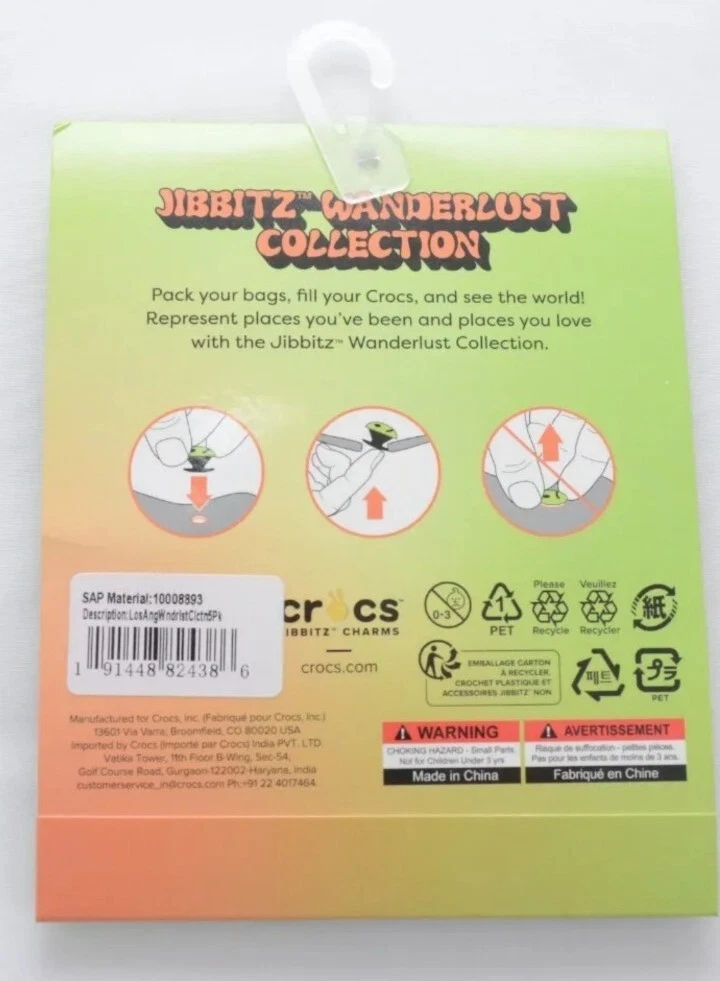 JIBBITZ™ WANDERLUST
COLLECTION
Pack your bags, fill your Crocs, and see the world!
Represent places you've been and places you love
with the Jibbitz™ Wanderlust Collection.
SAP Material:10008893
Description:LosAngWndrlstClctn5Pk
1 91448 82438 6
crocs™
JIBBITZ™ CHARMS
crocs.com
0-3
1
PET
Please
Recycle
Veuillez
Recycler
紙
EMBALLAGE CARTON
À RECYCLER.
CROCHET PLASTIQUE ET
ACCESSOIRES JIBBITZ™ NON
페트
プラ
PET
Manufactured for Crocs, Inc. (Fabriqué pour Crocs, Inc.)
13601 Via Varra, Broomfield, CO 80020 USA
Imported by Crocs (Importé par Crocs) India PVT. LTD.
Vatika Tower, 11th Floor B-Wing, Sec-54,
Golf Course Road, Gurgaon-122002-Haryana, India
customerservice_in@crocs.com Ph:+91 22 4017464
WARNING
CHOKING HAZARD - Small Parts.
Not for Children Under 3 yrs
Made in China
AVERTISSEMENT
Risque de suffocation - petites pièces.
Pas pour les enfants de moins de 3 ans.
Fabriqué en Chine